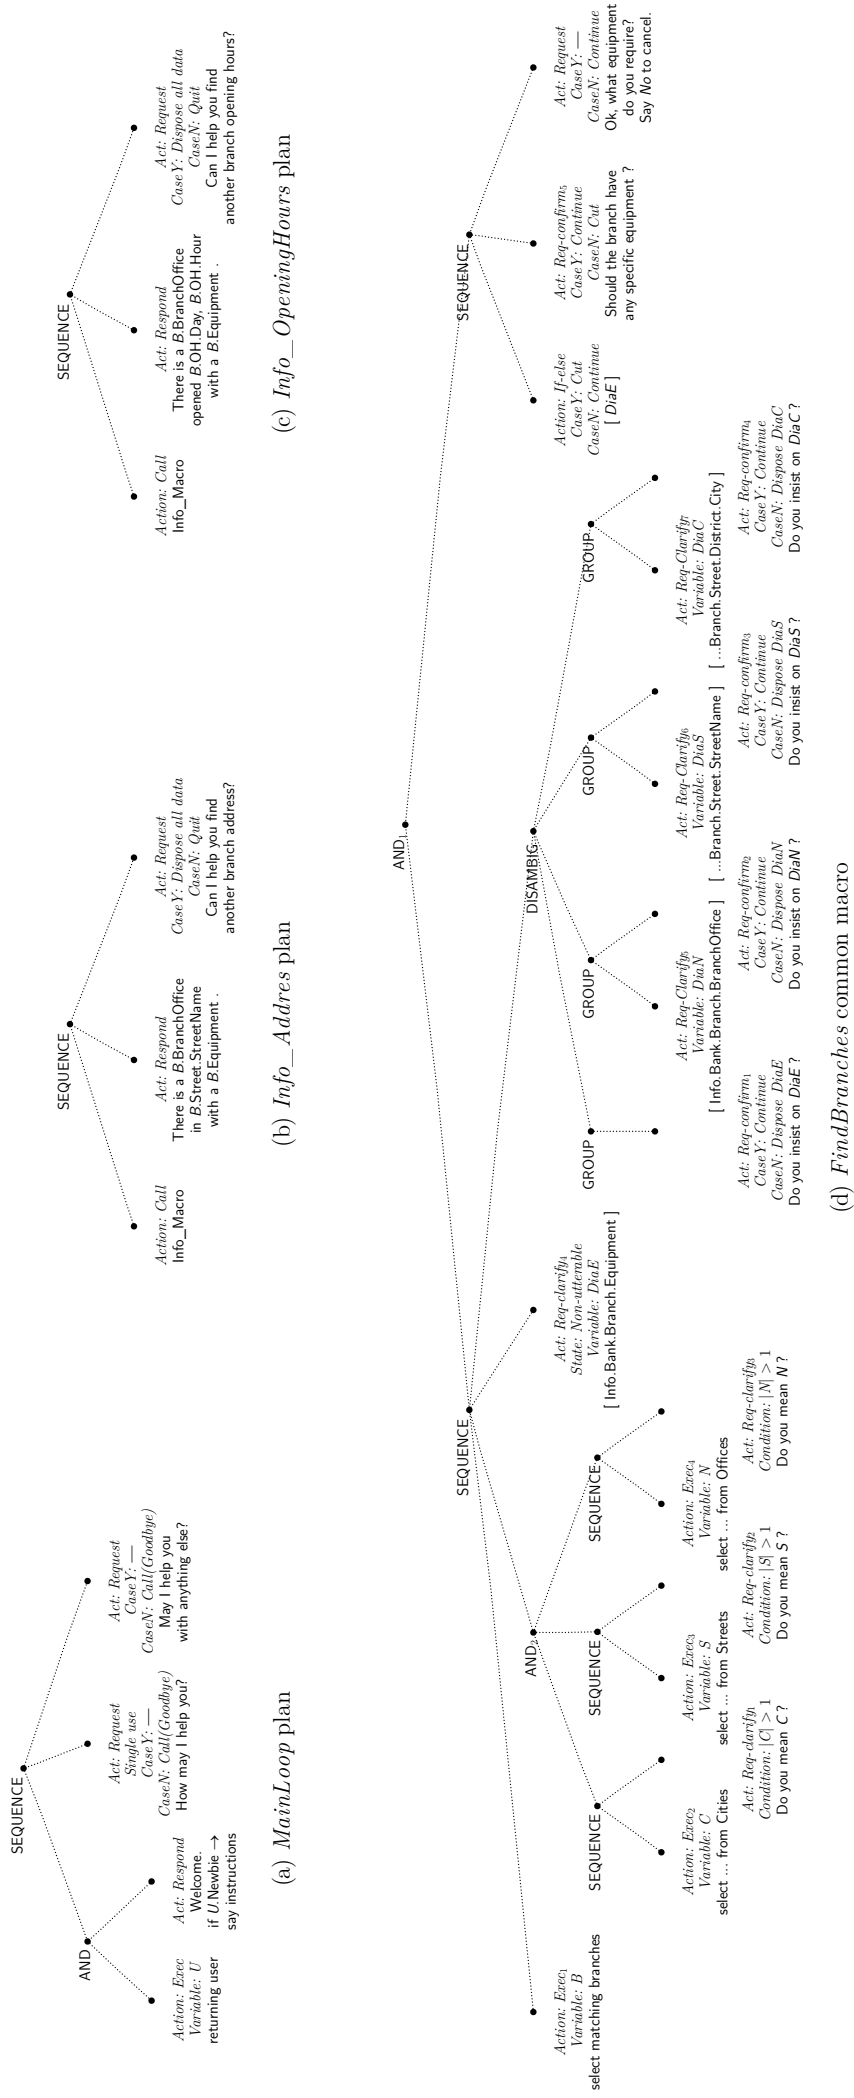 SEQUENCE
AND
Action: Exec
Variable: U
returning user
Act: Respond
Welcome.
if U.Newbie →
say instructions
Act: Request
Single use
CaseY: —
CaseN: Call(Goodbye)
How may I help you?
Act: Request
CaseY: —
CaseN: Call(Goodbye)
May I help you
with anything else?
(a) MainLoop plan
SEQUENCE
Action: Call
Info_Macro
Act: Respond
There is a B.BranchOffice
in B.Street.StreetName
with a B.Equipment .
Act: Request
CaseY: Dispose all data
CaseN: Quit
Can I help you find
another branch address?
(b) Info_Addres plan
SEQUENCE
Action: Call
Info_Macro
Act: Respond
There is a B.BranchOffice
opened B.OH.Day, B.OH.Hour
with a B.Equipment .
Act: Request
CaseY: Dispose all data
CaseN: Quit
Can I help you find
another branch opening hours?
(c) Info_OpeningHours plan
AND₁
SEQUENCE
SEQUENCE
Action: Exec₁
Variable: B
select matching branches
AND₂
SEQUENCE
Action: Exec₂
Variable: C
select ... from Cities
Act: Req-clarify₁
Condition: |C| > 1
Do you mean C ?
SEQUENCE
Action: Exec₃
Variable: S
select ... from Streets
Act: Req-clarify₂
Condition: |S| > 1
Do you mean S ?
SEQUENCE
Action: Exec₄
Variable: N
select ... from Offices
Act: Req-clarify₃
Condition: |N| > 1
Do you mean N ?
Act: Req-clarify₄
State: Non-utterable
Variable: DiaE
[ Info.Bank.Branch.Equipment ]
DISAMBIG.
GROUP
Act: Req-confirm₁
CaseY: Continue
CaseN: Dispose DiaE
Do you insist on DiaE ?
GROUP
Act: Req-Clarify₅
Variable: DiaN
[ Info.Bank.Branch.BranchOffice ]
Act: Req-confirm₂
CaseY: Continue
CaseN: Dispose DiaN
Do you insist on DiaN ?
GROUP
Act: Req-Clarify₆
Variable: DiaS
[ ...Branch.Street.StreetName ]
Act: Req-confirm₃
CaseY: Continue
CaseN: Dispose DiaS
Do you insist on DiaS ?
GROUP
Act: Req-Clarify₇
Variable: DiaC
[ ...Branch.Street.District.City ]
Act: Req-confirm₄
CaseY: Continue
CaseN: Dispose DiaC
Do you insist on DiaC ?
Action: If-else
CaseY: Cut
CaseN: Continue
[ DiaE ]
Act: Req-confirm₅
CaseY: Continue
CaseN: Cut
Should the branch have
any specific equipment ?
Act: Request
CaseY: —
CaseN: Continue
Ok, what equipment
do you require?
Say No to cancel.
(d) FindBranches common macro